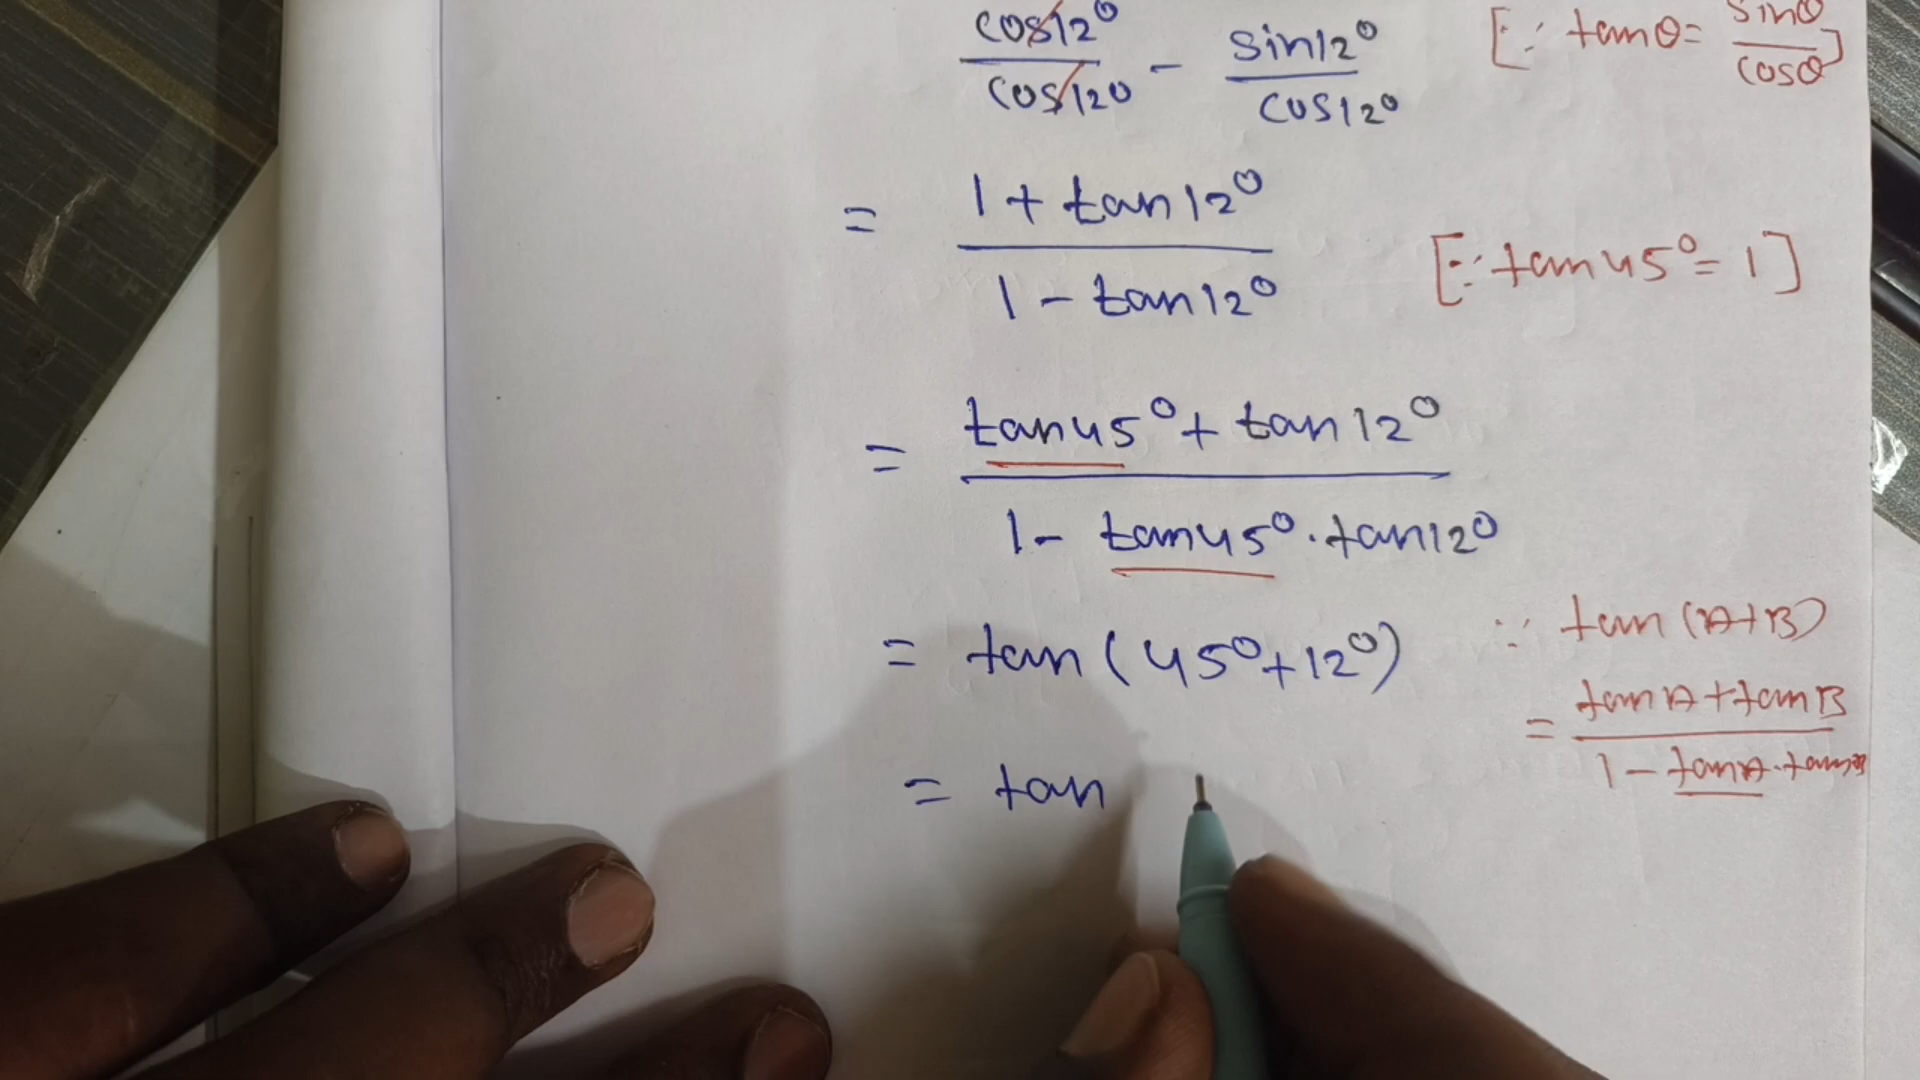 cos12° / cos12° - sin12° / cos12° [∵ tanθ = sinθ / cosθ]
= 1 + tan12° / 1 - tan12° [∵ tan45° = 1]
= tan45° + tan12° / 1 - tan45° . tan12°
= tan (45° + 12°) ∵ tan (A+B)
= tanA + tanB / 1 - tanA . tanB
= tan